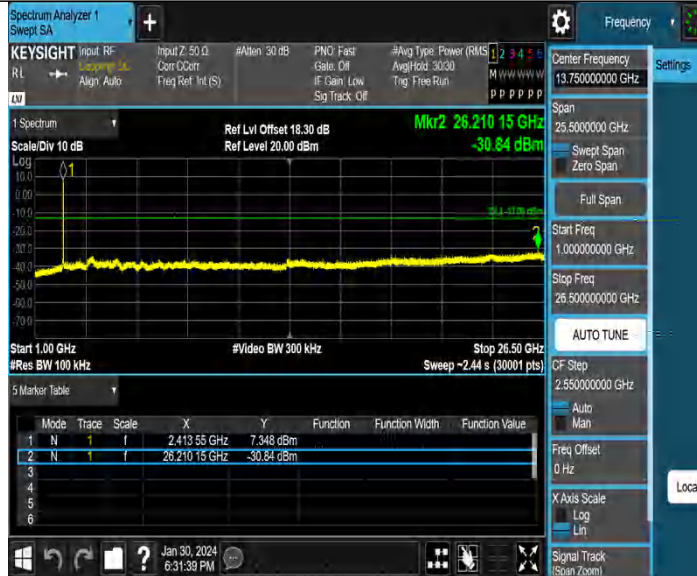 Spectrum Analyzer 1
Swept SA
+
Frequency
KEYSIGHT
RL
Input: RF
Coupling: DC
Align: Auto
Input Z: 50 Ω
Corr CCorr
Freq Ref: Int (S)
#Atten: 30 dB
PNO: Fast
Gate: Off
IF Gain: Low
Sig Track: Off
#Avg Type: Power (RMS
Avg|Hold: 30/30
Trig: Free Run
1 2 3 4 5 6
M W W W W W
P P P P P P
LXI
1 Spectrum
Scale/Div 10 dB
Ref Lvl Offset 18.30 dB
Ref Level 20.00 dBm
Mkr2 26.210 15 GHz
-30.84 dBm
Log
10.0
0.00
-10.0
-20.0
-30.0
-40.0
-50.0
-60.0
-70.0
1
2
Start 1.00 GHz
#Res BW 100 kHz
#Video BW 300 kHz
Stop 26.50 GHz
Sweep ~2.44 s (30001 pts)
5 Marker Table
Mode Trace Scale X Y Function Function Width Function Value
1 N 1 f 2.413 55 GHz 7.348 dBm
2 N 1 f 26.210 15 GHz -30.84 dBm
3
4
5
6
?
Jan 30, 2024
6:31:39 PM
Center Frequency
13.750000000 GHz
Settings
Span
25.5000000 GHz
Swept Span
Zero Span
Full Span
Start Freq
1.000000000 GHz
Stop Freq
26.500000000 GHz
AUTO TUNE
CF Step
2.550000000 GHz
Auto
Man
Freq Offset
0 Hz
X Axis Scale
Log
Lin
Signal Track
(Span Zoom)
Loca